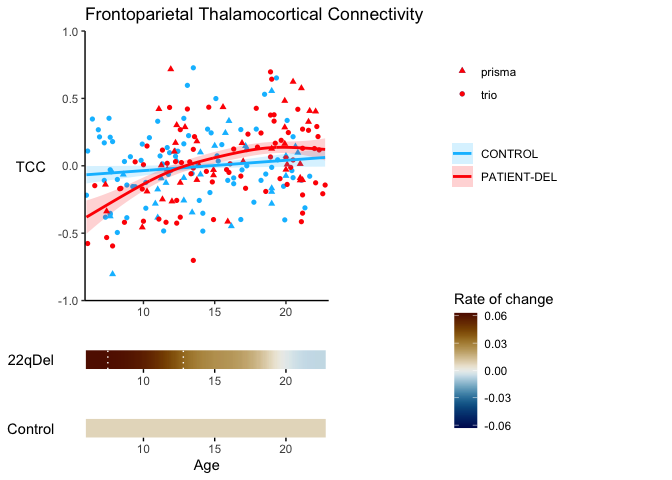 Frontoparietal Thalamocortical Connectivity
1.0
0.5
0.0
-0.5
-1.0
TCC
10 15 20
prisma
trio
CONTROL
PATIENT-DEL
Rate of change
0.06
0.03
0.00
-0.03
-0.06
22qDel
10 15 20
Control
10 15 20
Age